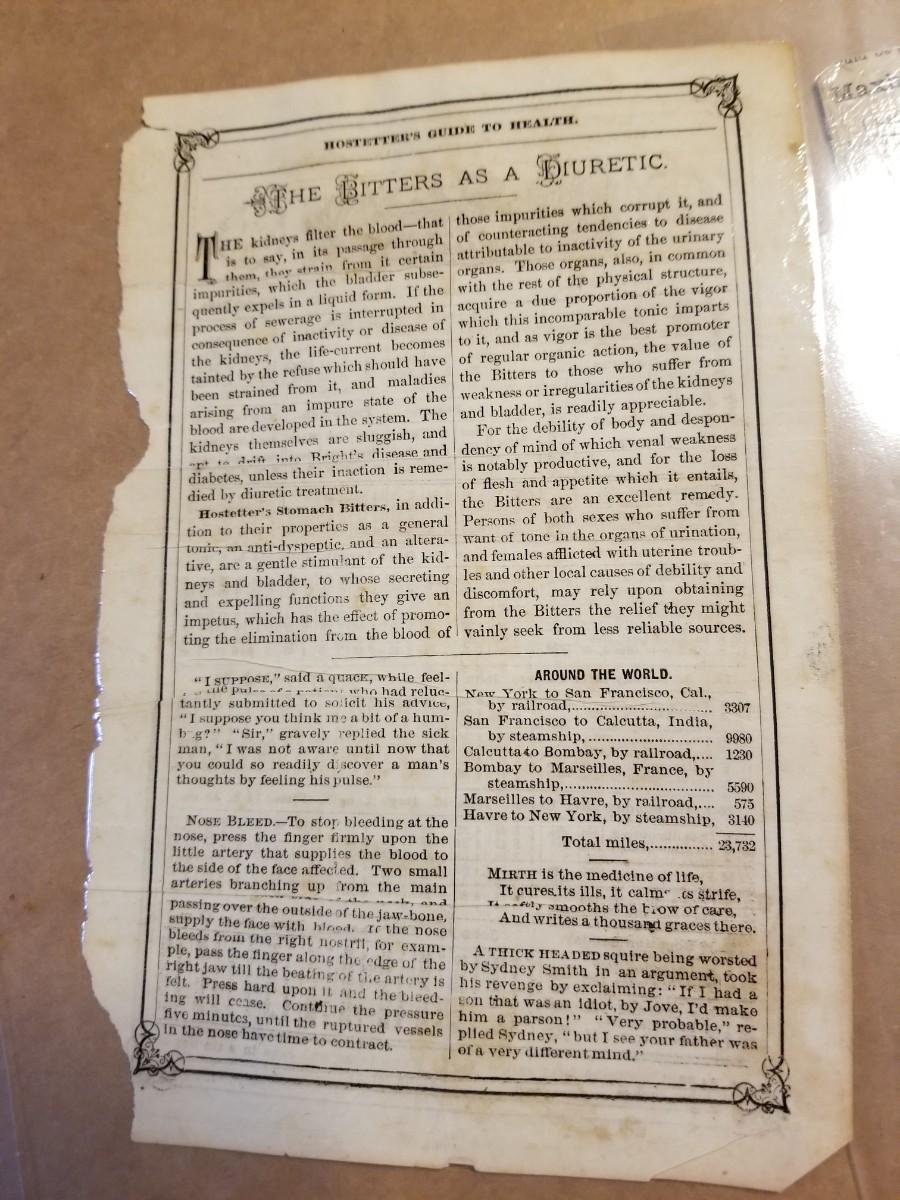 HOSTETTER'S GUIDE TO HEALTH.
THE BITTERS AS A DIURETIC.
THE kidneys filter the blood—that
is to say, in its passage through
them, they strain from it certain
impurities, which the bladder subse-
quently expels in a liquid form. If the
process of sewerage is interrupted in
consequence of inactivity or disease of
the kidneys, the life-current becomes
tainted by the refuse which should have
been strained from it, and maladies
arising from an impure state of the
blood are developed in the system. The
kidneys themselves are sluggish, and
apt to drift into Bright's disease and
diabetes, unless their inaction is reme-
died by diuretic treatment.
Hostetter's Stomach Bitters, in addi-
tion to their properties as a general
tonic, an anti-dyspeptic, and an altera-
tive, are a gentle stimulant of the kid-
neys and bladder, to whose secreting
and expelling functions they give an
impetus, which has the effect of promo-
ting the elimination from the blood of
those impurities which corrupt it, and
of counteracting tendencies to disease
attributable to inactivity of the urinary
organs. Those organs, also, in common
with the rest of the physical structure,
acquire a due proportion of the vigor
which this incomparable tonic imparts
to it, and as vigor is the best promoter
of regular organic action, the value of
the Bitters to those who suffer from
weakness or irregularities of the kidneys
and bladder, is readily appreciable.
For the debility of body and despon-
dency of mind of which venal weakness
is notably productive, and for the loss
of flesh and appetite which it entails,
the Bitters are an excellent remedy.
Persons of both sexes who suffer from
want of tone in the organs of urination,
and females afflicted with uterine troub-
les and other local causes of debility and
discomfort, may rely upon obtaining
from the Bitters the relief they might
vainly seek from less reliable sources.
"I SUPPOSE," said a quack, while feel-
the pulse of a patient who had reluc-
tantly submitted to solicit his advice,
"I suppose you think me a bit of a hum-
bug?" "Sir," gravely replied the sick
man, "I was not aware until now that
you could so readily discover a man's
thoughts by feeling his pulse."
NOSE BLEED.—To stop bleeding at the
nose, press the finger firmly upon the
little artery that supplies the blood to
the side of the face affected. Two small
arteries branching up from the main
of the neck, and
passing over the outside of the jaw-bone,
supply the face with blood. If the nose
bleeds from the right nostril, for exam-
ple, pass the finger along the edge of the
right jaw till the beating of the artery is
felt. Press hard upon it and the bleed-
ing will cease. Continue the pressure
five minutes, until the ruptured vessels
in the nose have time to contract.
AROUND THE WORLD.
New York to San Francisco, Cal.,
by railroad,.............................. 3307
San Francisco to Calcutta, India,
by steamship, ........................... 9980
Calcutta to Bombay, by railroad,.... 1230
Bombay to Marseilles, France, by
steamship,................................ 5590
Marseilles to Havre, by railroad,.... 575
Havre to New York, by steamship, 3140
Total miles,............... 23,732
MIRTH is the medicine of life,
It cures its ills, it calms its strife,
It softly smooths the brow of care,
And writes a thousand graces there.
A THICK HEADED squire being worsted
by Sydney Smith in an argument, took
his revenge by exclaiming: "If I had a
son that was an idiot, by Jove, I'd make
him a parson!" "Very probable," re-
plied Sydney, "but I see your father was
of a very different mind."